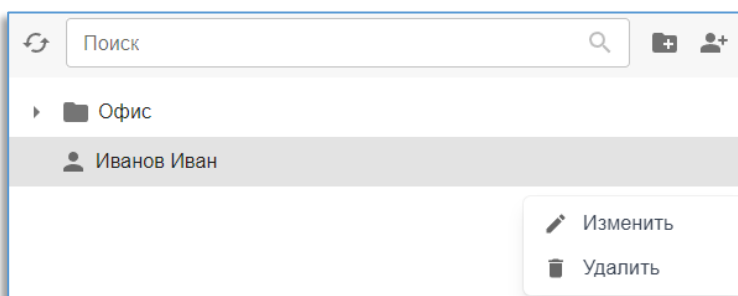 Поиск
Офис
Иванов Иван
Изменить
Удалить